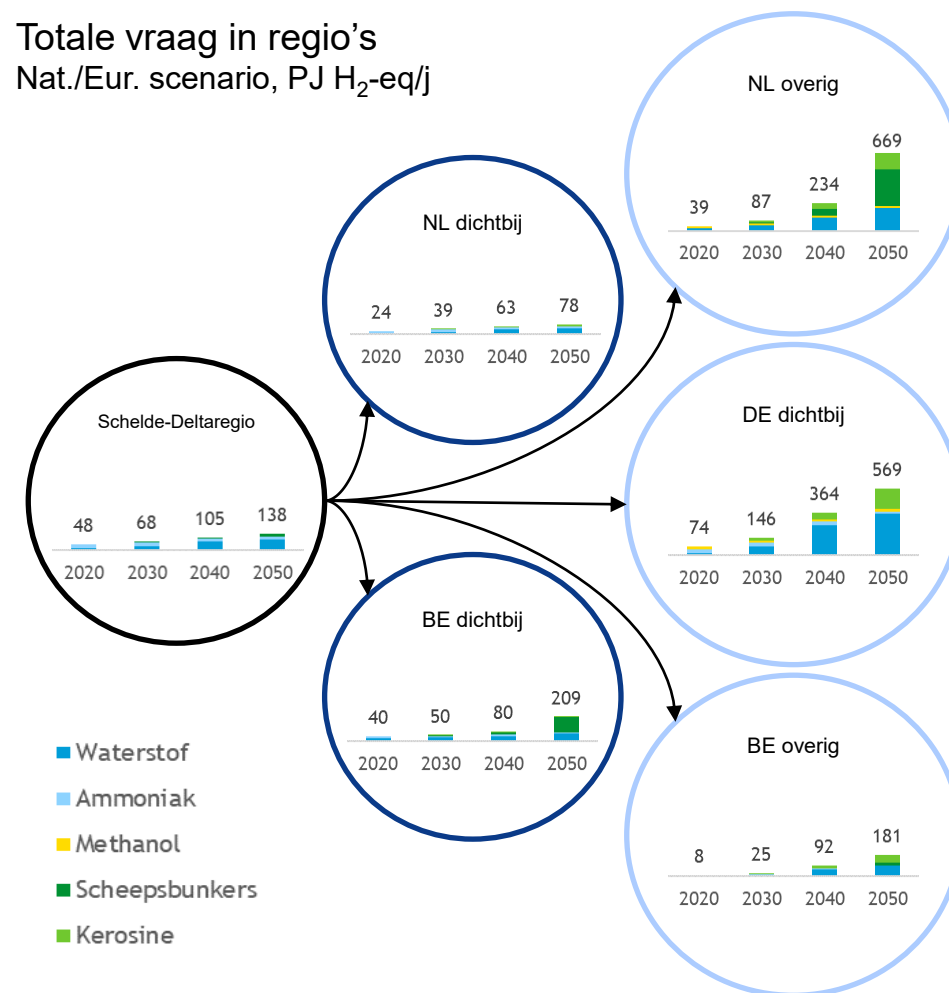 Totale vraag in regio's
Nat./Eur. scenario, PJ H₂-eq/j
NL overig
39 87 234 669
2020 2030 2040 2050
NL dichtbij
24 39 63 78
2020 2030 2040 2050
Schelde-Deltaregio
48 68 105 138
2020 2030 2040 2050
DE dichtbij
74 146 364 569
2020 2030 2040 2050
BE dichtbij
40 50 80 209
2020 2030 2040 2050
BE overig
8 25 92 181
2020 2030 2040 2050
Waterstof
Ammoniak
Methanol
Scheepsbunkers
Kerosine